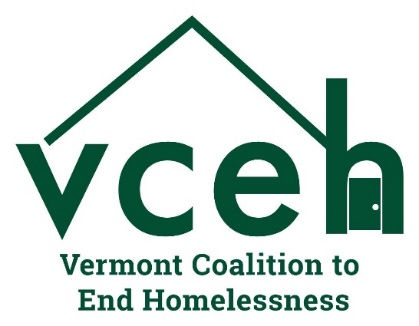 vceh
Vermont Coalition to
End Homelessness